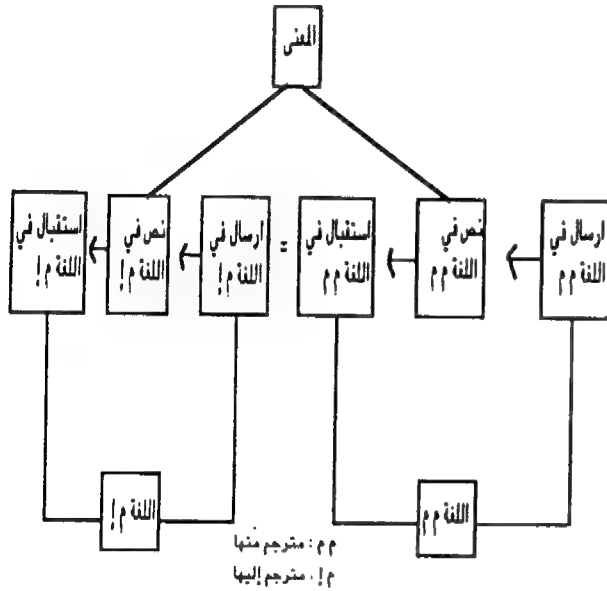 المعنى
ارسال في
اللغة م م
نص في
اللغة م م
استقبال في
اللغة م م
=
ارسال في
اللغة م إ
نص في
اللغة م إ
استقبال في
اللغة م إ
اللغة م م
اللغة م إ
م م : مترجم منها
م إ . مترجم إليها